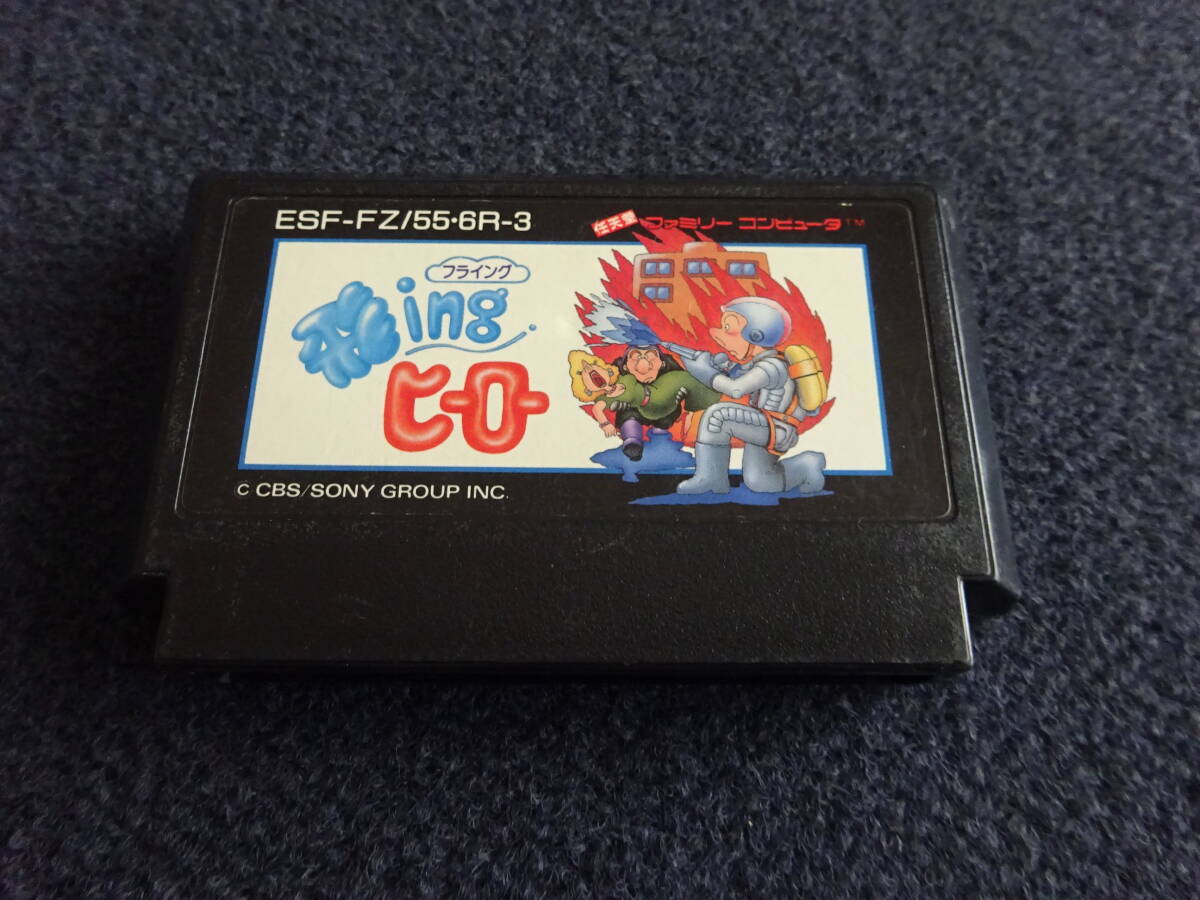 ESF-FZ/55・6R-3
任天堂 ファミリー コンピュータ™
フライング
飛ing
ヒーロー
© CBS/SONY GROUP INC.